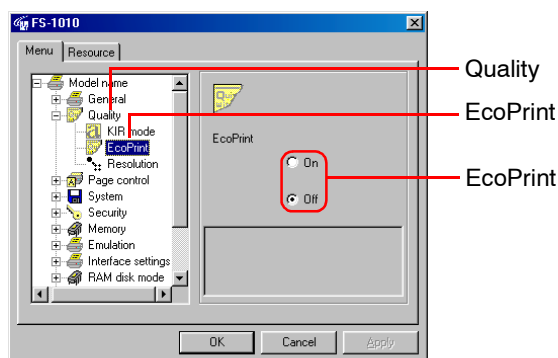 FS-1010
Menu
Resource
Model name
General
Quality
KIR mode
EcoPrint
Resolution
Page control
System
Security
Memory
Emulation
Interface settings
RAM disk mode
EcoPrint
On
Off
OK
Cancel
Apply
Quality
EcoPrint
EcoPrint